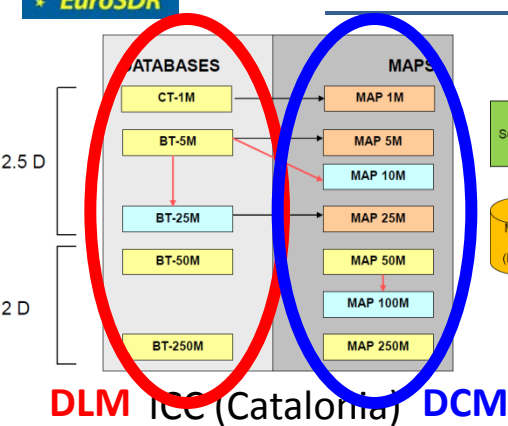 EuroSDR
DATABASES MAPS
CT-1M MAP 1M
BT-5M MAP 5M
2.5 D
MAP 10M
BT-25M MAP 25M
BT-50M MAP 50M
2 D
MAP 100M
BT-250M MAP 250M
DLM ICC (Catalonia) DCM